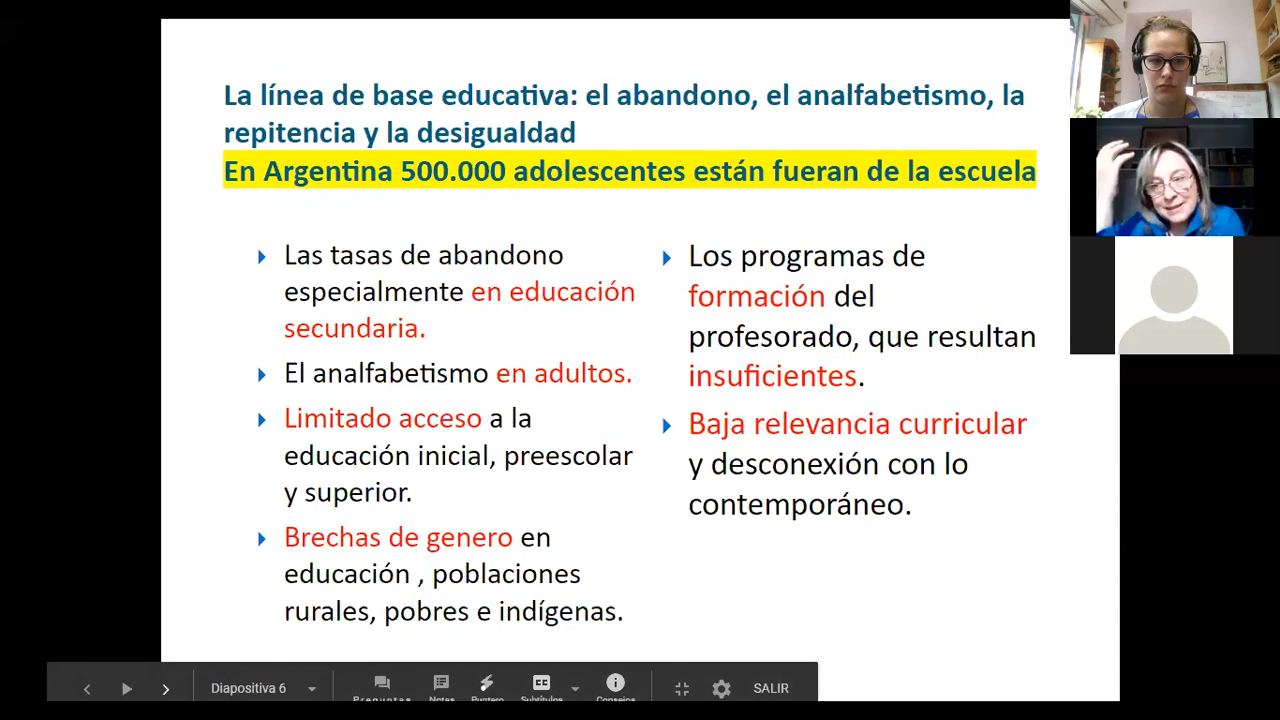 La línea de base educativa: el abandono, el analfabetismo, la
repitencia y la desigualdad
En Argentina 500.000 adolescentes están fueran de la escuela
Las tasas de abandono
especialmente en educación
secundaria.
El analfabetismo en adultos.
Limitado acceso a la
educación inicial, preescolar
y superior.
Brechas de genero en
educación , poblaciones
rurales, pobres e indígenas.
Los programas de
formación del
profesorado, que resultan
insuficientes.
Baja relevancia curricular
y desconexión con lo
contemporáneo.
Diapositiva 6
Preguntas
Notas
Puntero
CC
Subtítulos
Consejos
SALIR